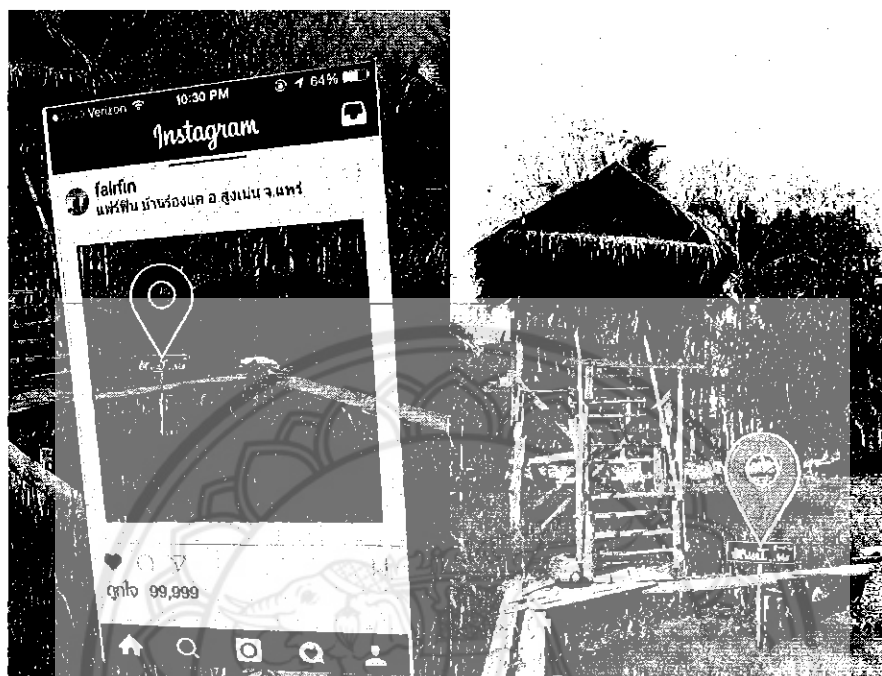 Verizon 10:30 PM 64%
Instagram
fairfin
แฟร์ฟิน บ้านร่องแค อ.สูงเม่น จ.แพร่
ถูกใจ 99,999